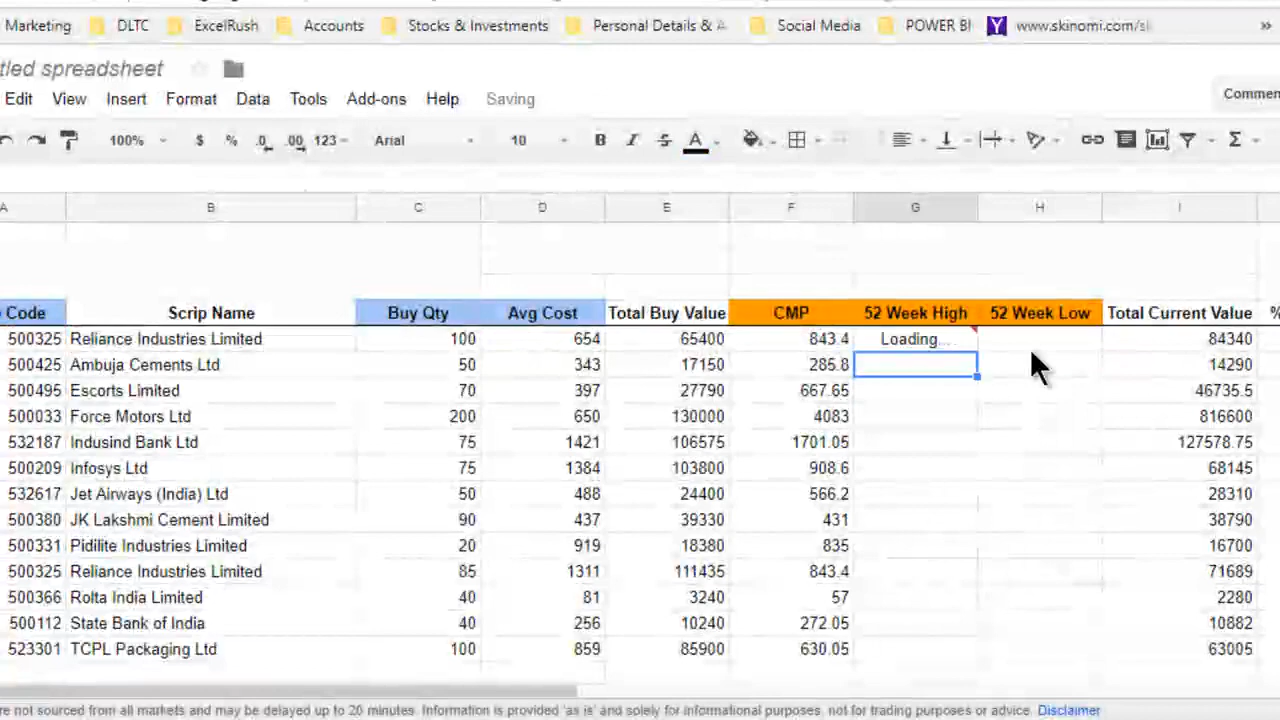 Marketing DLTC ExcelRush Accounts Stocks & Investments Personal Details & A Social Media POWER BI www.skinomi.com/sk »
tled spreadsheet
Edit View Insert Format Data Tools Add-ons Help Saving Commen
100% $ % .0 .00 123 Arial 10 B I S A Σ
A B C D E F G H I
Code Scrip Name Buy Qty Avg Cost Total Buy Value CMP 52 Week High 52 Week Low Total Current Value %
500325 Reliance Industries Limited 100 654 65400 843.4 Loading... 84340
500425 Ambuja Cements Ltd 50 343 17150 285.8 14290
500495 Escorts Limited 70 397 27790 667.65 46735.5
500033 Force Motors Ltd 200 650 130000 4083 816600
532187 Indusind Bank Ltd 75 1421 106575 1701.05 127578.75
500209 Infosys Ltd 75 1384 103800 908.6 68145
532617 Jet Airways (India) Ltd 50 488 24400 566.2 28310
500380 JK Lakshmi Cement Limited 90 437 39330 431 38790
500331 Pidilite Industries Limited 20 919 18380 835 16700
500325 Reliance Industries Limited 85 1311 111435 843.4 71689
500366 Rolta India Limited 40 81 3240 57 2280
500112 State Bank of India 40 256 10240 272.05 10882
523301 TCPL Packaging Ltd 100 859 85900 630.05 63005
re not sourced from all markets and may be delayed up to 20 minutes. Information is provided 'as is' and solely for informational purposes, not for trading purposes or advice. Disclaimer